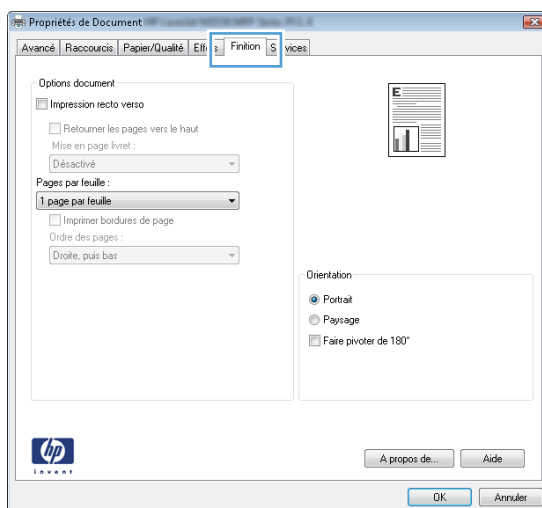 Propriétés de Document
Avancé Raccourcis Papier/Qualité Finition
Options document
Impression recto verso
Retourner les pages vers le haut
Mise en page livret :
Désactivé
Pages par feuille :
1 page par feuille
Imprimer bordures de page
Ordre des pages :
Droite, puis bas
E
Orientation
Portrait
Paysage
Faire pivoter de 180°
hp
invent
A propos de... Aide
OK Annuler